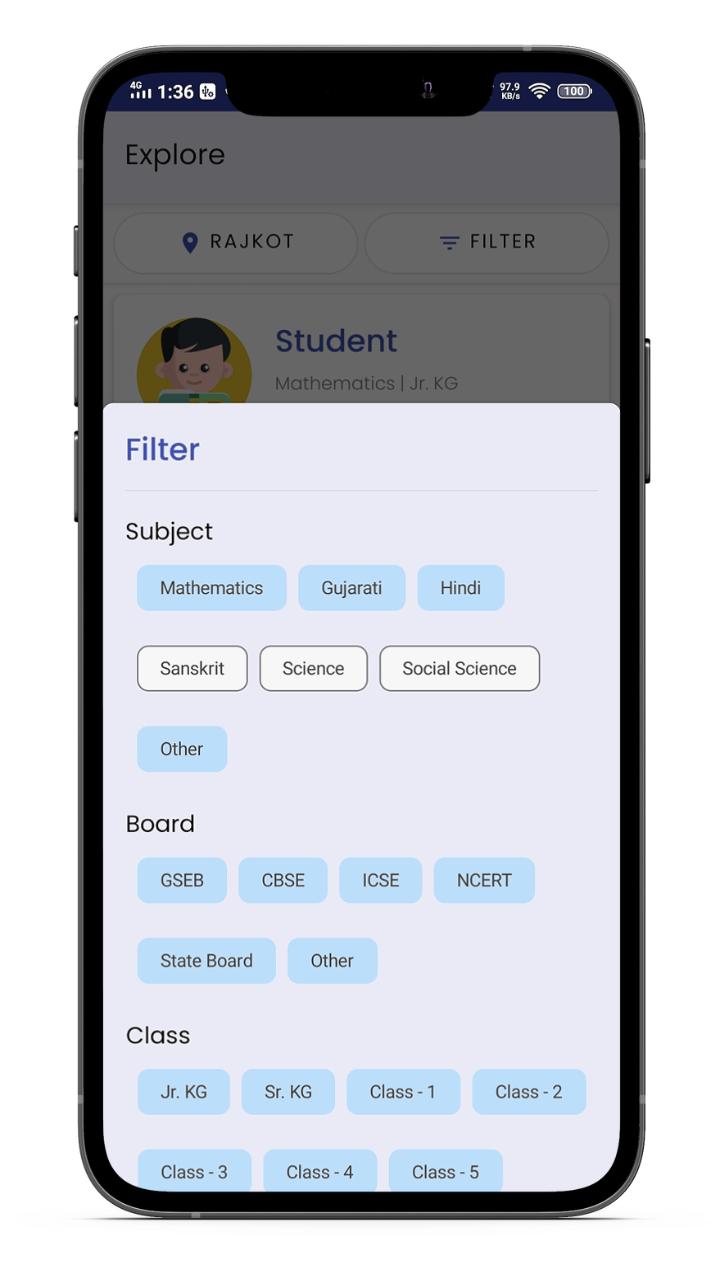 4G 1:36 97.9 KB/s 100
Explore
RAJKOT FILTER
Student
Mathematics | Jr. KG
Filter
Subject
Mathematics Gujarati Hindi
Sanskrit Science Social Science
Other
Board
GSEB CBSE ICSE NCERT
State Board Other
Class
Jr. KG Sr. KG Class - 1 Class - 2
Class - 3 Class - 4 Class - 5